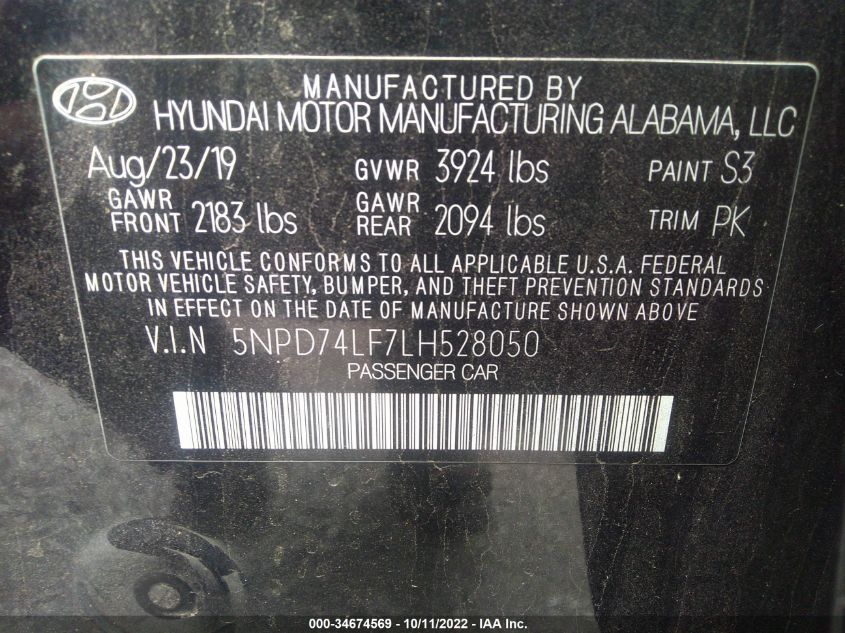 MANUFACTURED BY
HYUNDAI MOTOR MANUFACTURING ALABAMA, LLC
Aug/23/19 GVWR 3924 lbs PAINT S3
GAWR FRONT 2183 lbs GAWR REAR 2094 lbs TRIM PK
THIS VEHICLE CONFORMS TO ALL APPLICABLE U.S.A. FEDERAL
MOTOR VEHICLE SAFETY, BUMPER, AND THEFT PREVENTION STANDARDS
IN EFFECT ON THE DATE OF MANUFACTURE SHOWN ABOVE
V.I.N 5NPD74LF7LH528050
PASSENGER CAR
000-34674569 - 10/11/2022 - IAA Inc.